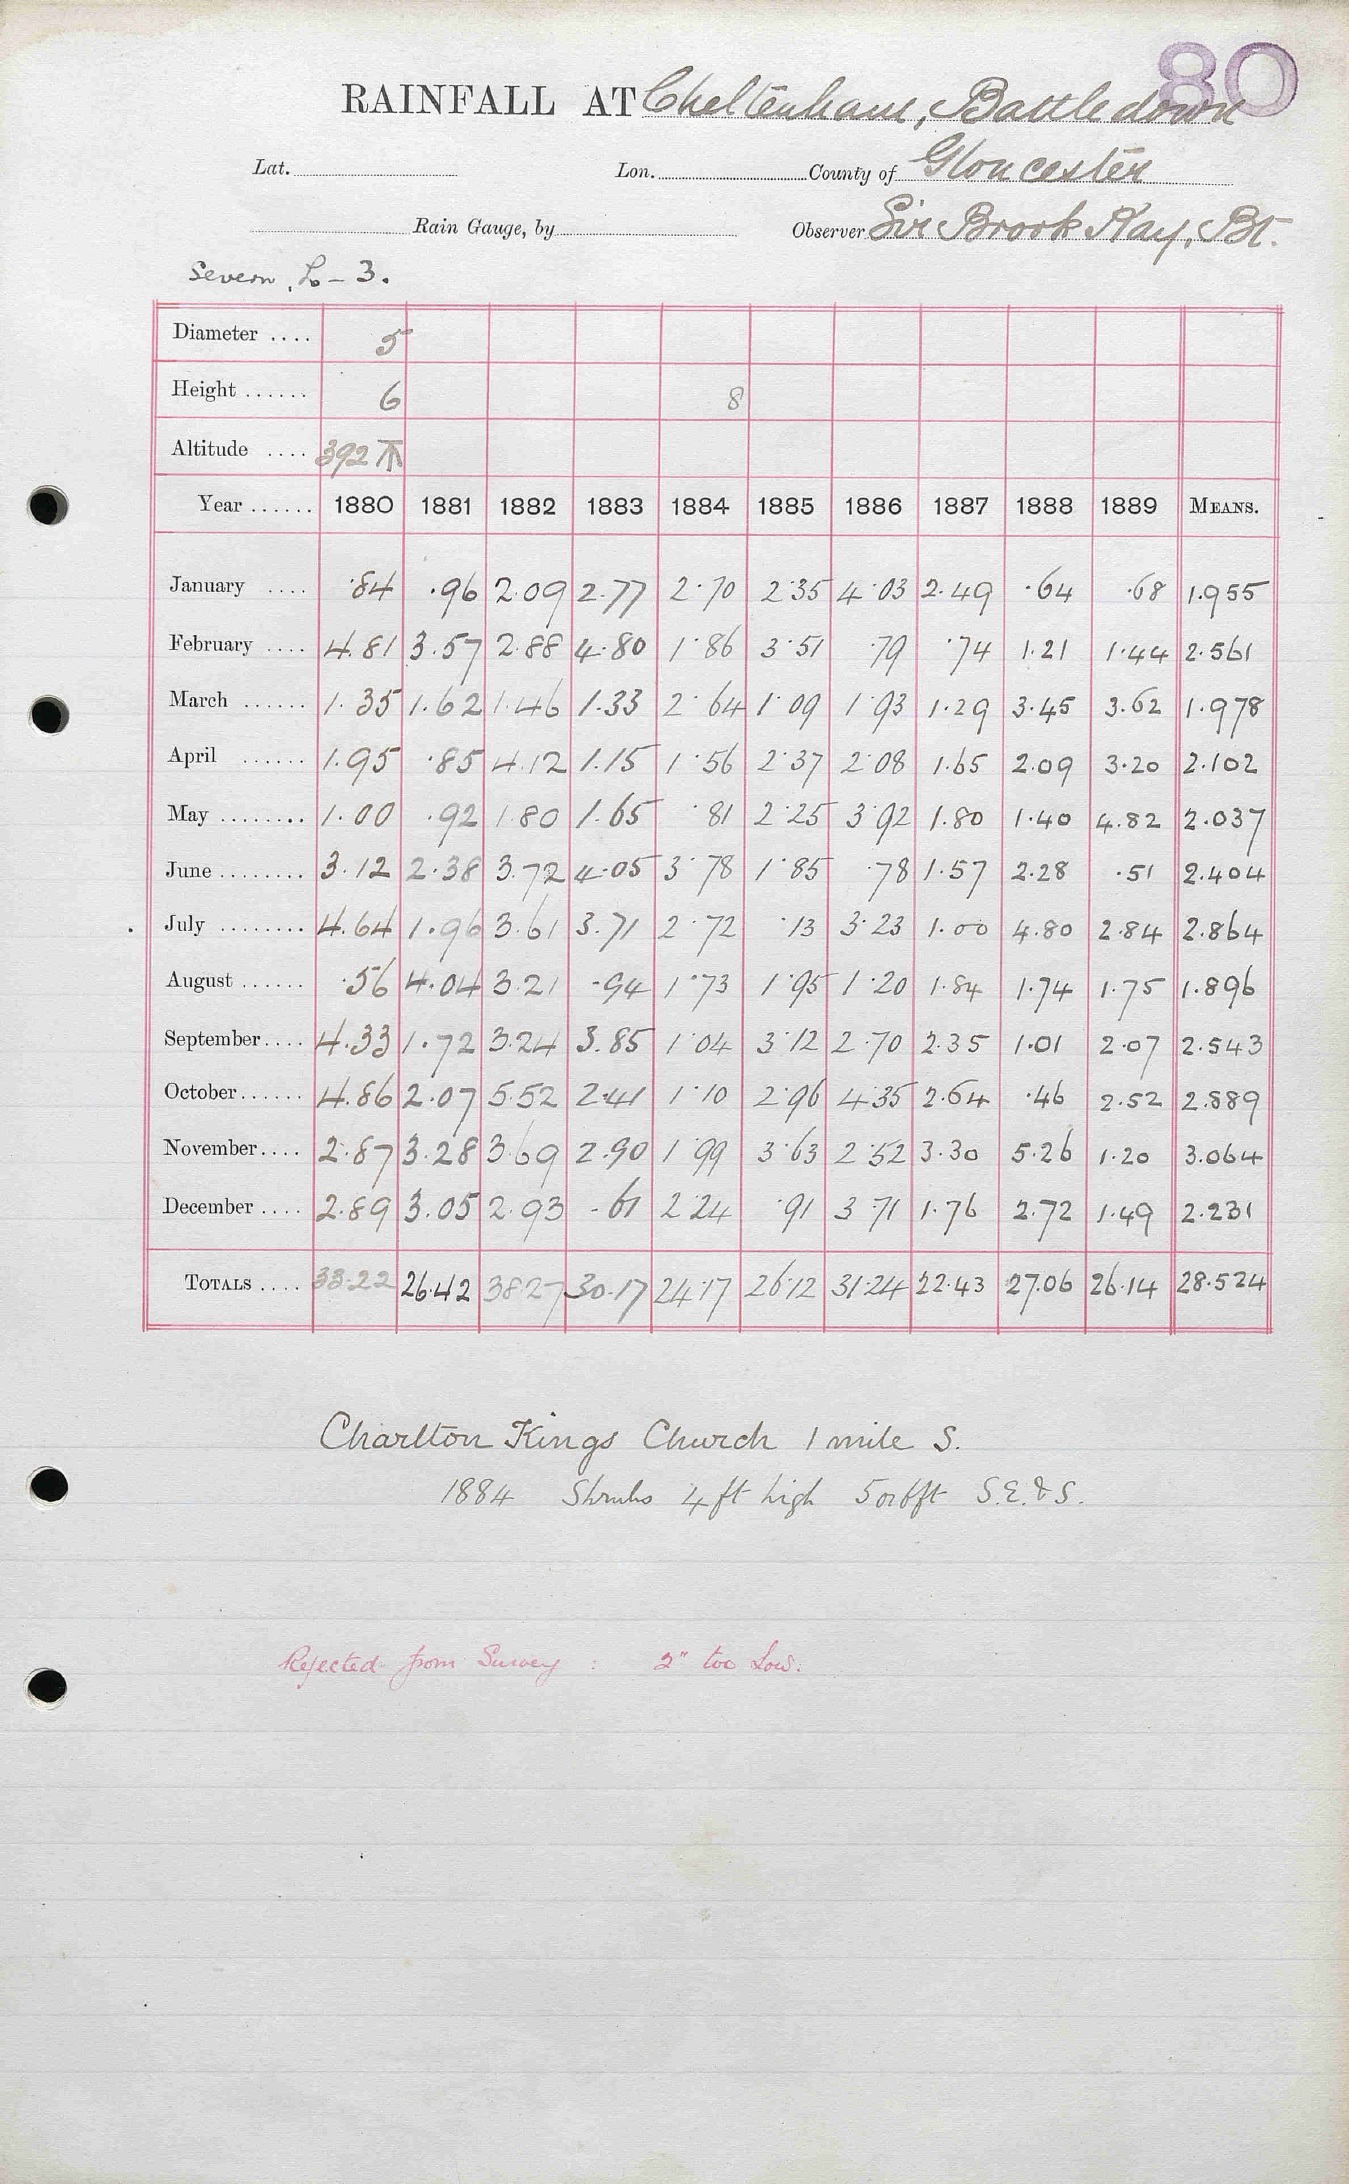 80
RAINFALL AT Cheltenham, Battledown
Lat. Lon. County of Gloucester
Rain Gauge, by Observer Sir Brook Kay, Bt.
Severn, L - 3.
Diameter .... 5
Height ...... 6 8
Altitude .... 392
Year ...... 1880 1881 1882 1883 1884 1885 1886 1887 1888 1889 MEANS.
January .... .84 .96 2.09 2.77 2.70 2.35 4.03 2.49 .64 .68 1.955
February .... 4.81 3.57 2.88 4.80 1.86 3.51 .79 .74 1.21 1.44 2.561
March ...... 1.35 1.62 1.46 1.33 2.64 1.09 1.93 1.29 3.45 3.62 1.978
April ...... 1.95 .85 4.12 1.15 1.56 2.37 2.08 1.65 2.09 3.20 2.102
May ........ 1.00 .92 1.80 1.65 .81 2.25 3.92 1.80 1.40 4.82 2.037
June ........ 3.12 2.38 3.72 4.05 3.78 1.85 .78 1.57 2.28 .51 2.404
July ........ 4.64 1.96 3.61 3.71 2.72 .13 3.23 1.00 4.80 2.84 2.864
August ...... .56 4.04 3.21 .94 1.73 1.95 1.20 1.84 1.74 1.75 1.896
September .... 4.33 1.72 3.24 3.85 1.04 3.12 2.70 2.35 1.01 2.07 2.543
October ...... 4.86 2.07 5.52 2.41 1.10 2.96 4.35 2.64 .46 2.52 2.889
November .... 2.87 3.28 3.69 2.90 1.99 3.63 2.52 3.30 5.26 1.20 3.064
December .... 2.89 3.05 2.93 .61 2.24 .91 3.71 1.76 2.72 1.49 2.231
TOTALS .... 33.22 26.42 38.27 30.17 24.17 26.12 31.24 22.43 27.06 26.14 28.524
Charlton Kings Church 1 mile S.
1884 Shrubs 4 ft high 5 or 6 ft S.E. & S.
Rejected from Survey : 2" too Low.